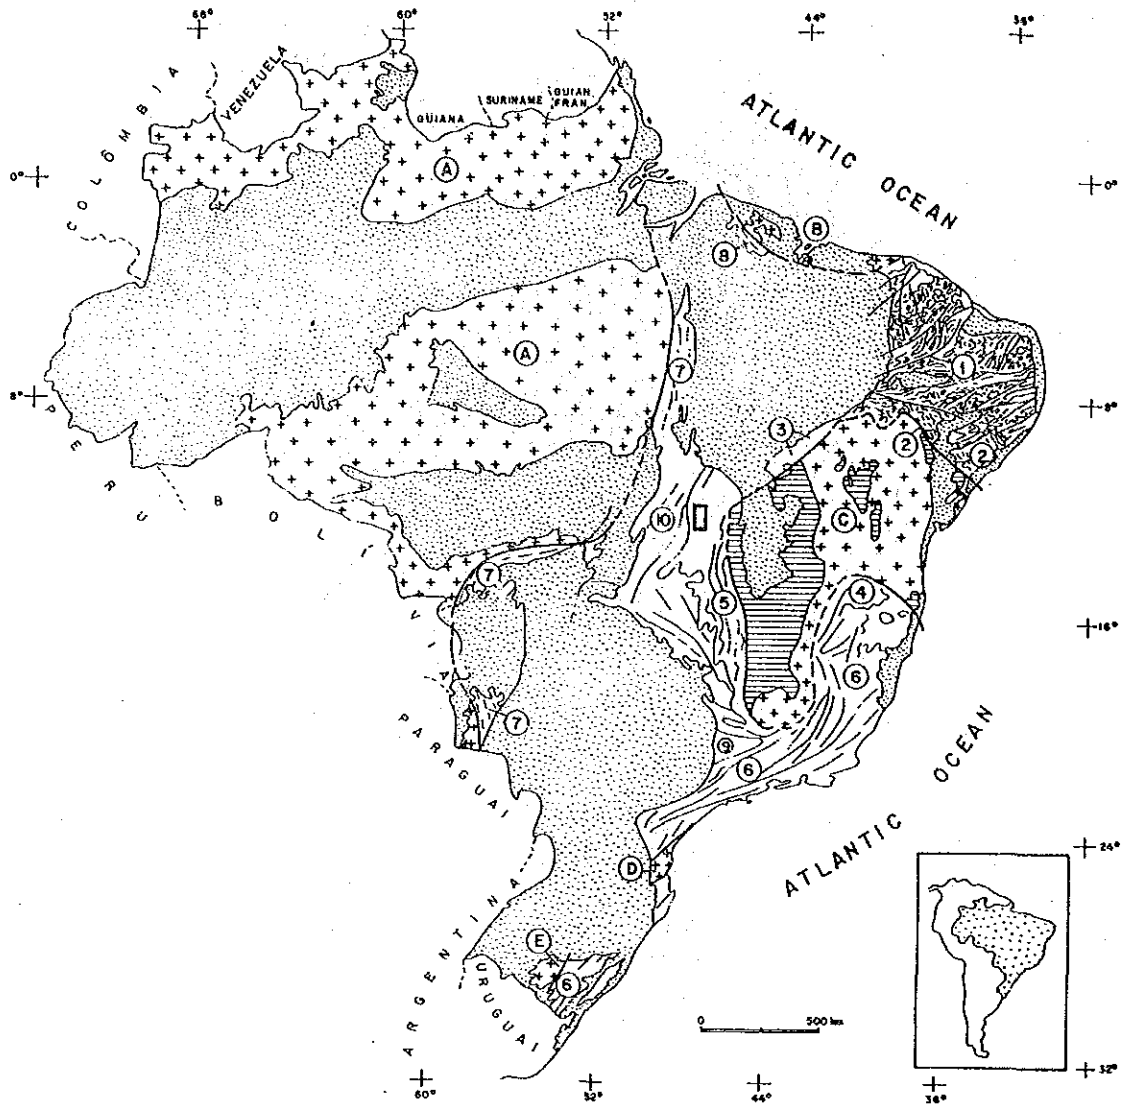 68°
60°
52°
44°
36°
COLÔMBIA
VENEZUELA
GUIANA
SURINAME
GUIAN
FRAN.
ATLANTIC OCEAN
0°
A
0°
8
8
A
7
1
8°
8°
PERU
3
2
2
BOLÍVIA
10
C
7
5
4
16°
6
7
PARAGUAI
9
6
ATLANTIC OCEAN
24°
D
ARGENTINA
E
6
URUGUAI
0
500 km
32°
60°
52°
44°
36°